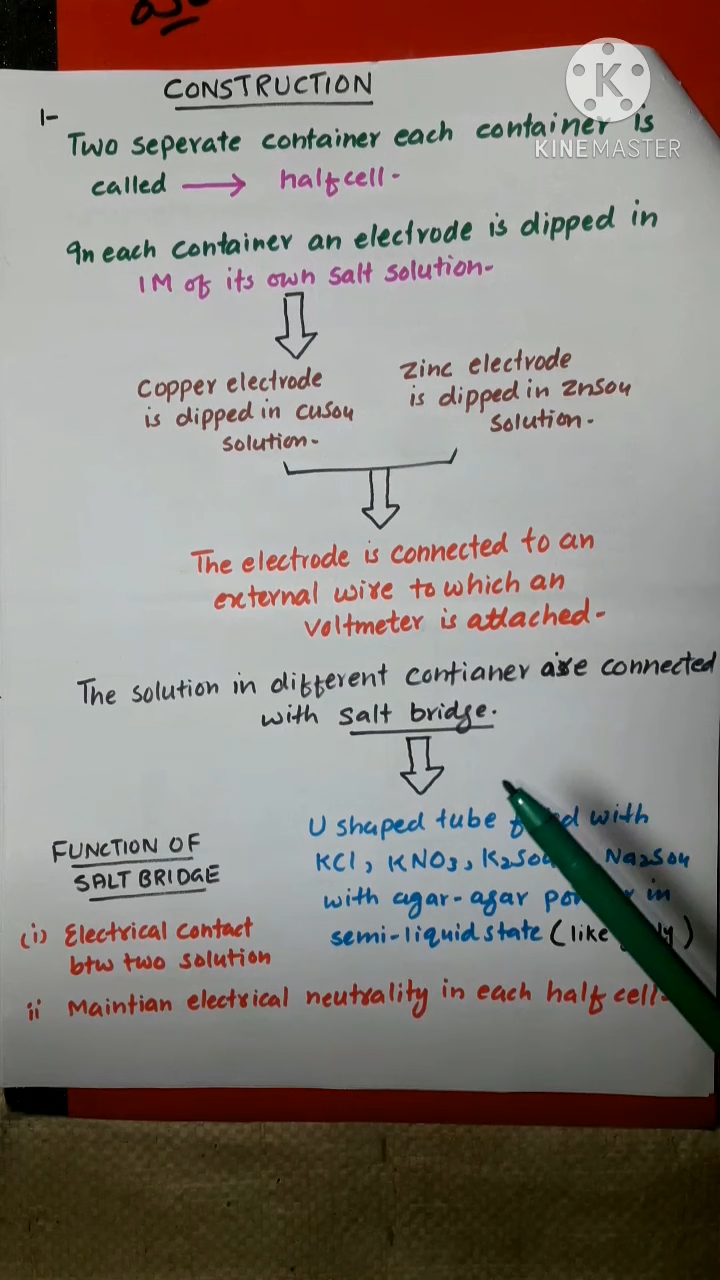 CONSTRUCTION
1-
Two seperate container each container is
called → half cell-
In each container an electrode is dipped in
1M of its own salt solution-
Copper electrode
is dipped in CuSO4
solution-
Zinc electrode
is dipped in ZnSO4
solution-
The electrode is connected to an
external wire to which an
voltmeter is attached-
The solution in different contianer are connected
with salt bridge.
U shaped tube with
KCl, KNO3, K2SO4 Na2SO4
with agar-agar in
semi-liquid state (like
FUNCTION OF
SALT BRIDGE
(i) Electrical contact
btw two solution
ii Maintian electrical neutrality in each half cell-
K
KINEMASTER